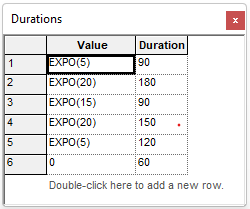 Durations x
Value Duration
1 EXPO(5) 90
2 EXPO(20) 180
3 EXPO(15) 90
4 EXPO(20) 150
5 EXPO(5) 120
6 0 60
Double-click here to add a new row.